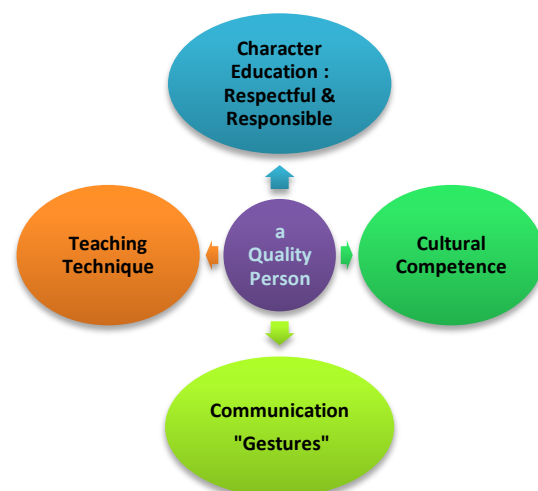 Character
Education :
Respectful &
Responsible
Teaching
Technique
a
Quality
Person
Cultural
Competence
Communication
"Gestures"